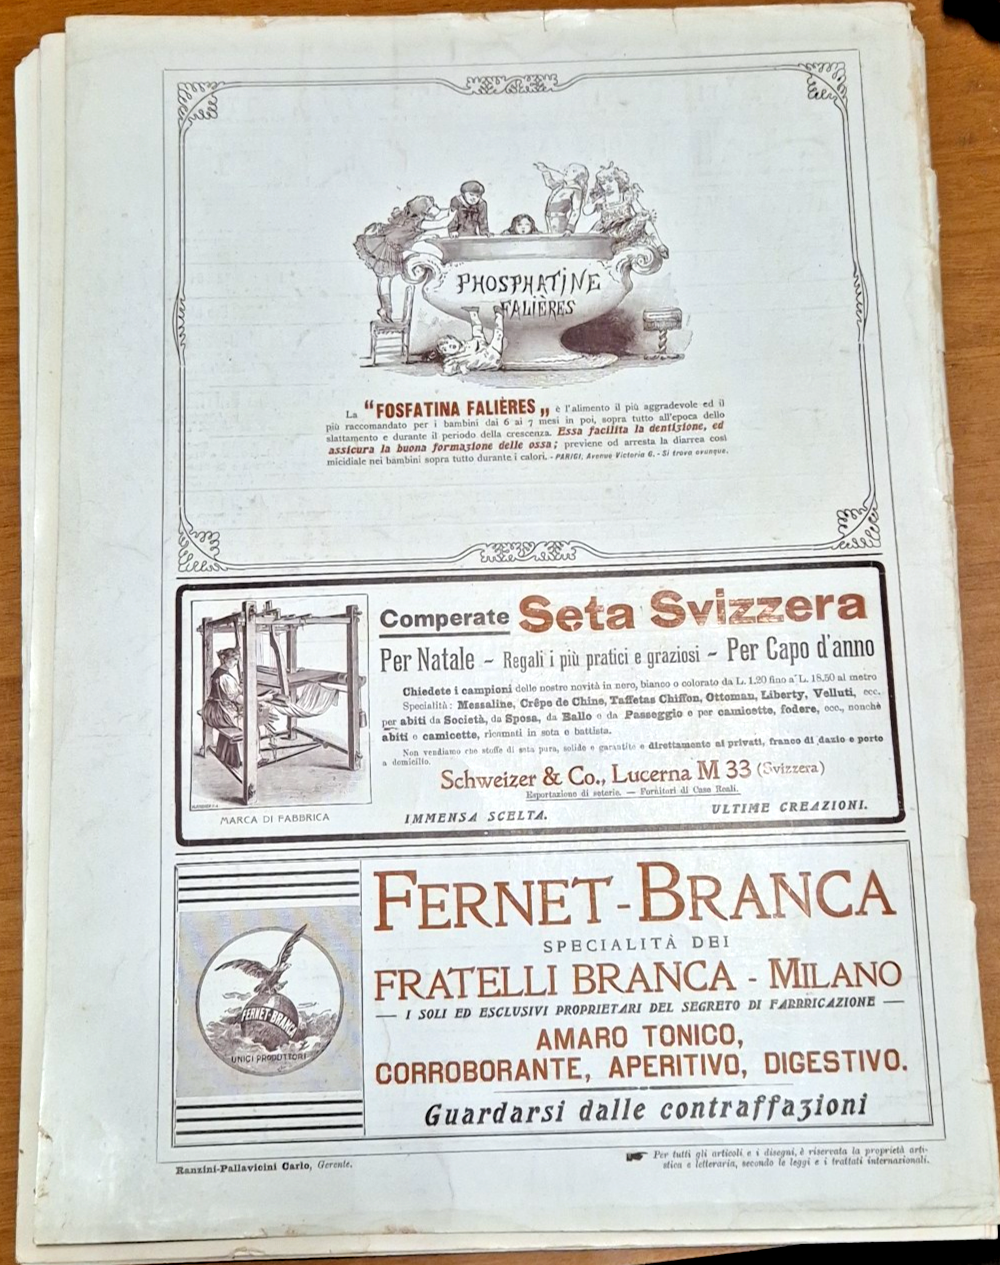 PHOSPHATINE
FALIÈRES
La “FOSFATINA FALIÈRES„ è l'alimento il più aggradevole ed il
più raccomandato per i bambini dai 6 ai 7 mesi in poi, sopra tutto all'epoca dello
slattamento e durante il periodo della crescenza. Essa facilita la dentizione, ed
assicura la buona formazione delle ossa; previene od arresta la diarrea così
micidiale nei bambini sopra tutto durante i calori. - PARIGI, Avenue Victoria 6. - Si trova ovunque.
Comperate Seta Svizzera
Per Natale - Regali i più pratici e graziosi - Per Capo d'anno
Chiedete i campioni delle nostre novità in nero, bianco o colorato da L. 1.20 fino a L. 18.50 al metro
Specialità: Messaline, Crêpe de Chine, Taffetas Chiffon, Ottoman, Liberty, Velluti, ecc.
per abiti da Società, da Sposa, da Ballo e da Passeggio e per camicette, fodere, ecc., nonchè
abiti e camicette, ricamati in seta e battista.
Non vendiamo che stoffe di seta pura, solide e garantite e direttamente ai privati, franco di dazio e porto
a domicilio.
Schweizer & Co., Lucerna M 33 (Svizzera)
Esportazione di seterie. — Fornitori di Case Reali.
IMMENSA SCELTA. ULTIME CREAZIONI.
MARCA DI FABBRICA
FERNET-BRANCA
SPECIALITÀ DEI
FRATELLI BRANCA - MILANO
— I SOLI ED ESCLUSIVI PROPRIETARI DEL SEGRETO DI FABBRICAZIONE —
AMARO TONICO,
CORROBORANTE, APERITIVO, DIGESTIVO.
Guardarsi dalle contraffazioni
FERNET-BRANCA
UNICI PRODUTTORI
Ranzini-Pallavicini Carlo, Gerente.
Per tutti gli articoli e i disegni, è riservata la proprietà arti-
stica e letteraria, secondo le leggi e i trattati internazionali.